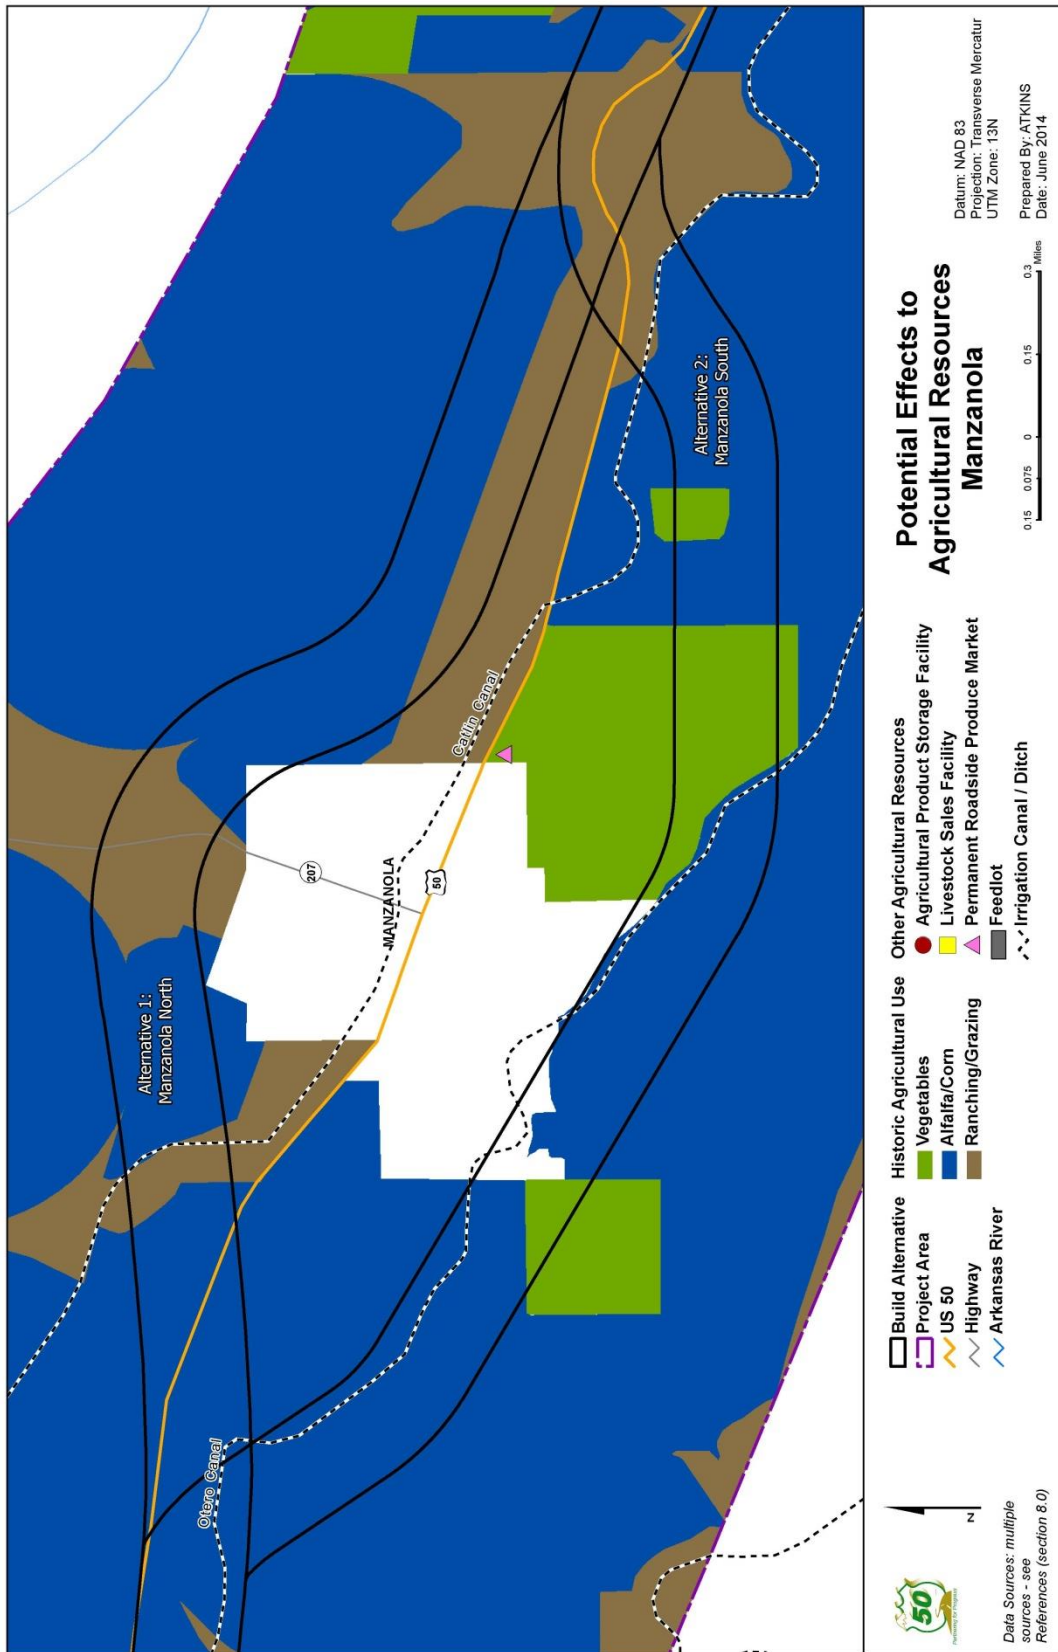 Alternative 1:
Manzanola North
207
MANZANOLA
50
Catlin Canal
Otero Canal
Alternative 2:
Manzanola South
50
Data Sources: multiple
sources - see
References (section 8.0)
N
Build Alternative
Project Area
US 50
Highway
Arkansas River
Historic Agricultural Use
Vegetables
Alfalfa/Corn
Ranching/Grazing
Other Agricultural Resources
Agricultural Product Storage Facility
Livestock Sales Facility
Permanent Roadside Produce Market
Feedlot
Irrigation Canal / Ditch
Potential Effects to
Agricultural Resources
Manzanola
0.15 0.075 0 0.15 0.3
Miles
Datum: NAD 83
Projection: Transverse Mercatur
UTM Zone: 13N
Prepared By: ATKINS
Date: June 2014